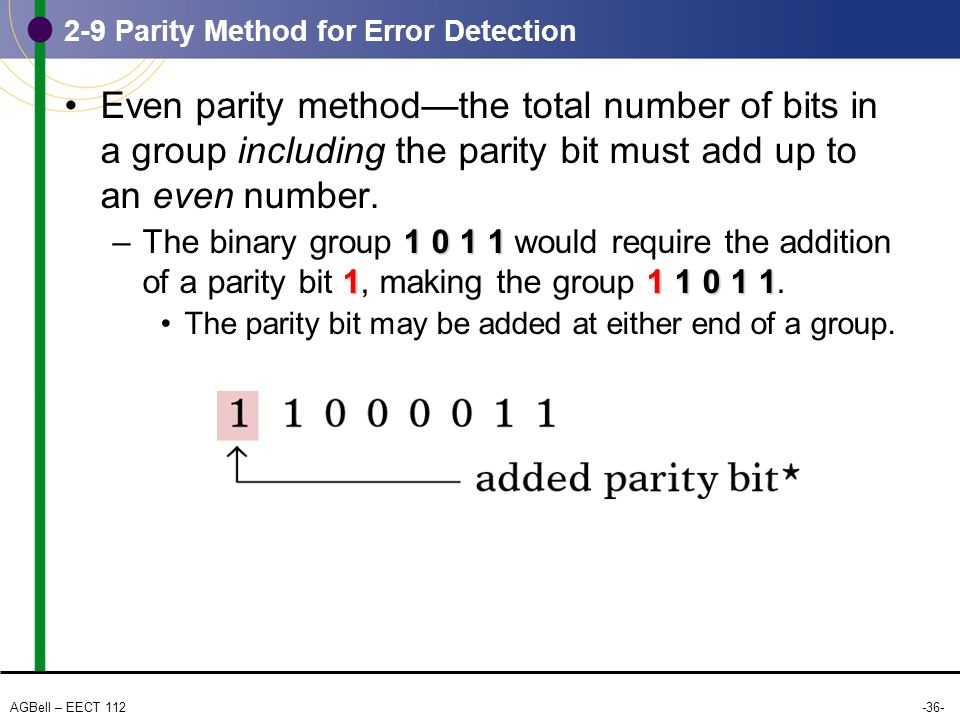 2-9 Parity Method for Error Detection
• Even parity method—the total number of bits in
a group including the parity bit must add up to
an even number.
– The binary group 1 0 1 1 would require the addition
of a parity bit 1, making the group 1 1 0 1 1.
• The parity bit may be added at either end of a group.
1 1 0 0 0 0 1 1
added parity bit*
AGBell – EECT 112
-36-